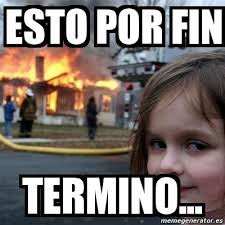 ESTO POR FIN
TERMINO...
memegenerator.es